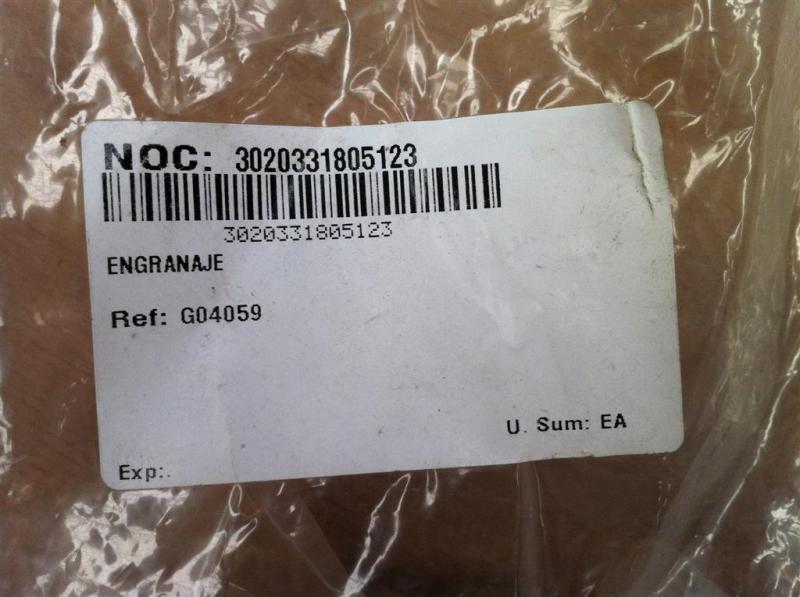 NOC: 3020331805123
3020331805123
ENGRANAJE
Ref: G04059
U. Sum: EA
Exp:.